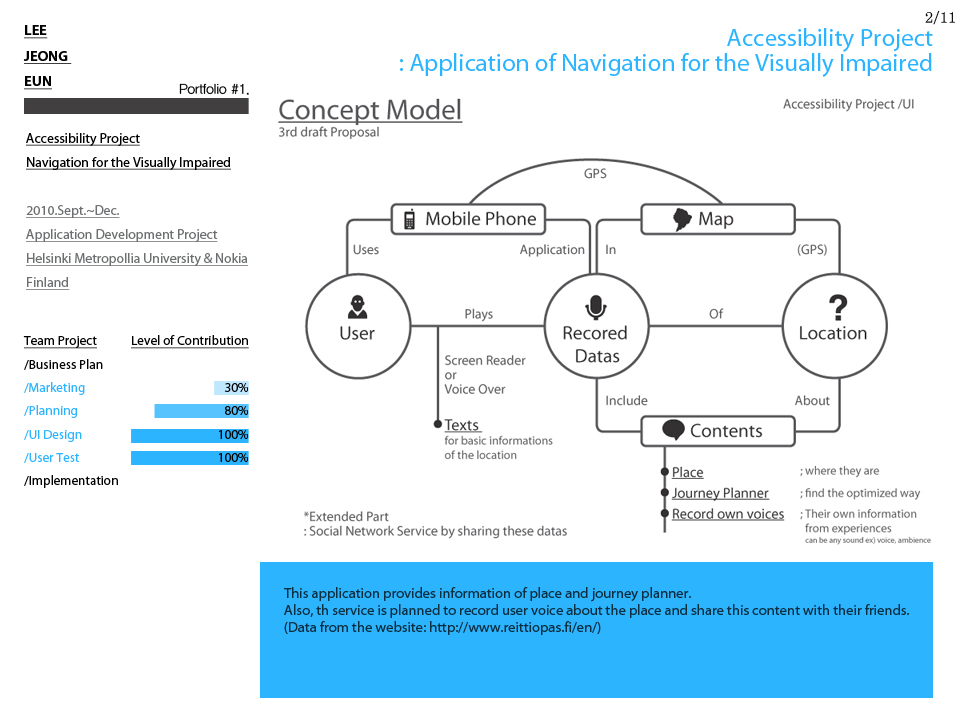 2/11
LEE
JEONG
EUN
Portfolio #1.
Accessibility Project
: Application of Navigation for the Visually Impaired
Accessibility Project
Navigation for the Visually Impaired
2010.Sept.~Dec.
Application Development Project
Helsinki Metropollia University & Nokia
Finland
Team Project Level of Contribution
/Business Plan
/Marketing 30%
/Planning 80%
/UI Design 100%
/User Test 100%
/Implementation
Concept Model
3rd draft Proposal
Accessibility Project /UI
GPS
Mobile Phone
Map
Uses
Application
In
(GPS)
User
Plays
Recored
Datas
Of
Location
Screen Reader
or
Voice Over
Include
About
Texts
for basic informations
of the location
Contents
Place ; where they are
Journey Planner ; find the optimized way
Record own voices ; Their own information
from experiences
can be any sound ex) voice, ambience
*Extended Part
: Social Network Service by sharing these datas
This application provides information of place and journey planner.
Also, th service is planned to record user voice about the place and share this content with their friends.
(Data from the website: http://www.reittiopas.fi/en/)